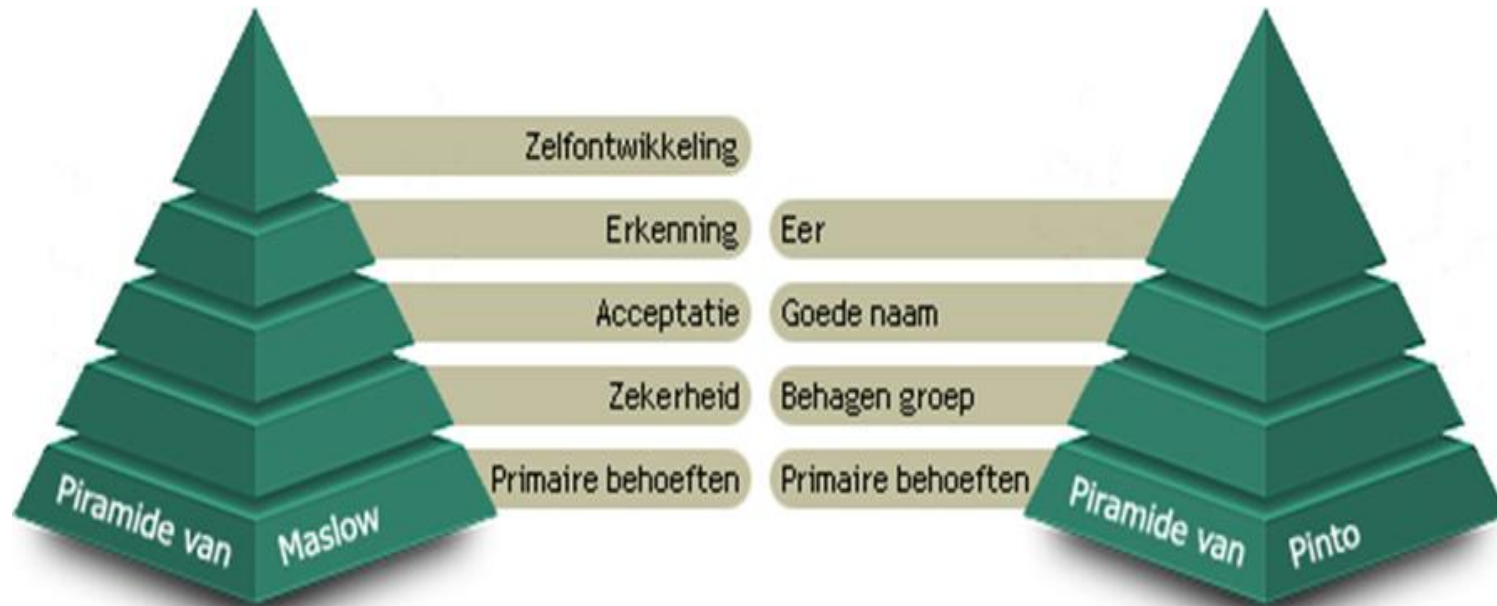 Zelfontwikkeling
Erkenning Eer
Acceptatie Goede naam
Zekerheid Behagen groep
Primaire behoeften Primaire behoeften
Piramide van Maslow Piramide van Pinto